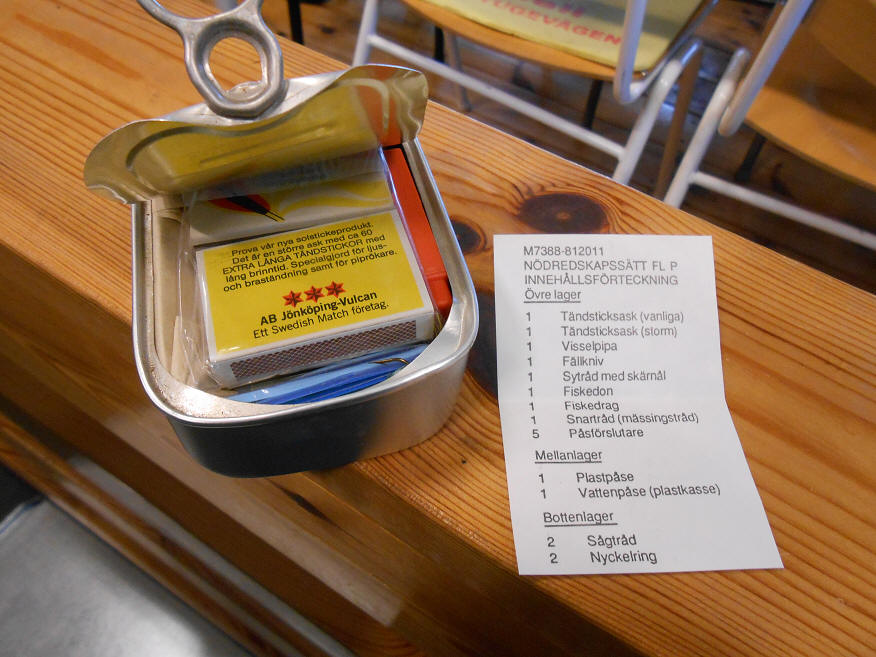 TUGEVÄGEN
Prova vår nya solstickeprodukt.
Det är en större ask med ca 60
EXTRA LÅNGA TÄNDSTICKOR med
lång brinntid. Specialgjord för ljus-
och braständning samt för piprökare.
AB Jönköping-Vulcan
Ett Swedish Match företag.
M7388-812011
NÖDREDSKAPSSÄTT FL P
INNEHÅLLSFÖRTECKNING
Övre lager
1 Tändsticksask (vanliga)
1 Tändsticksask (storm)
1 Visselpipa
1 Fällkniv
1 Sytråd med skärnål
1 Fiskedon
1 Fiskedrag
1 Snartråd (mässingstråd)
5 Påsförslutare
Mellanlager
1 Plastpåse
1 Vattenpåse (plastkasse)
Bottenlager
2 Sågtråd
2 Nyckelring